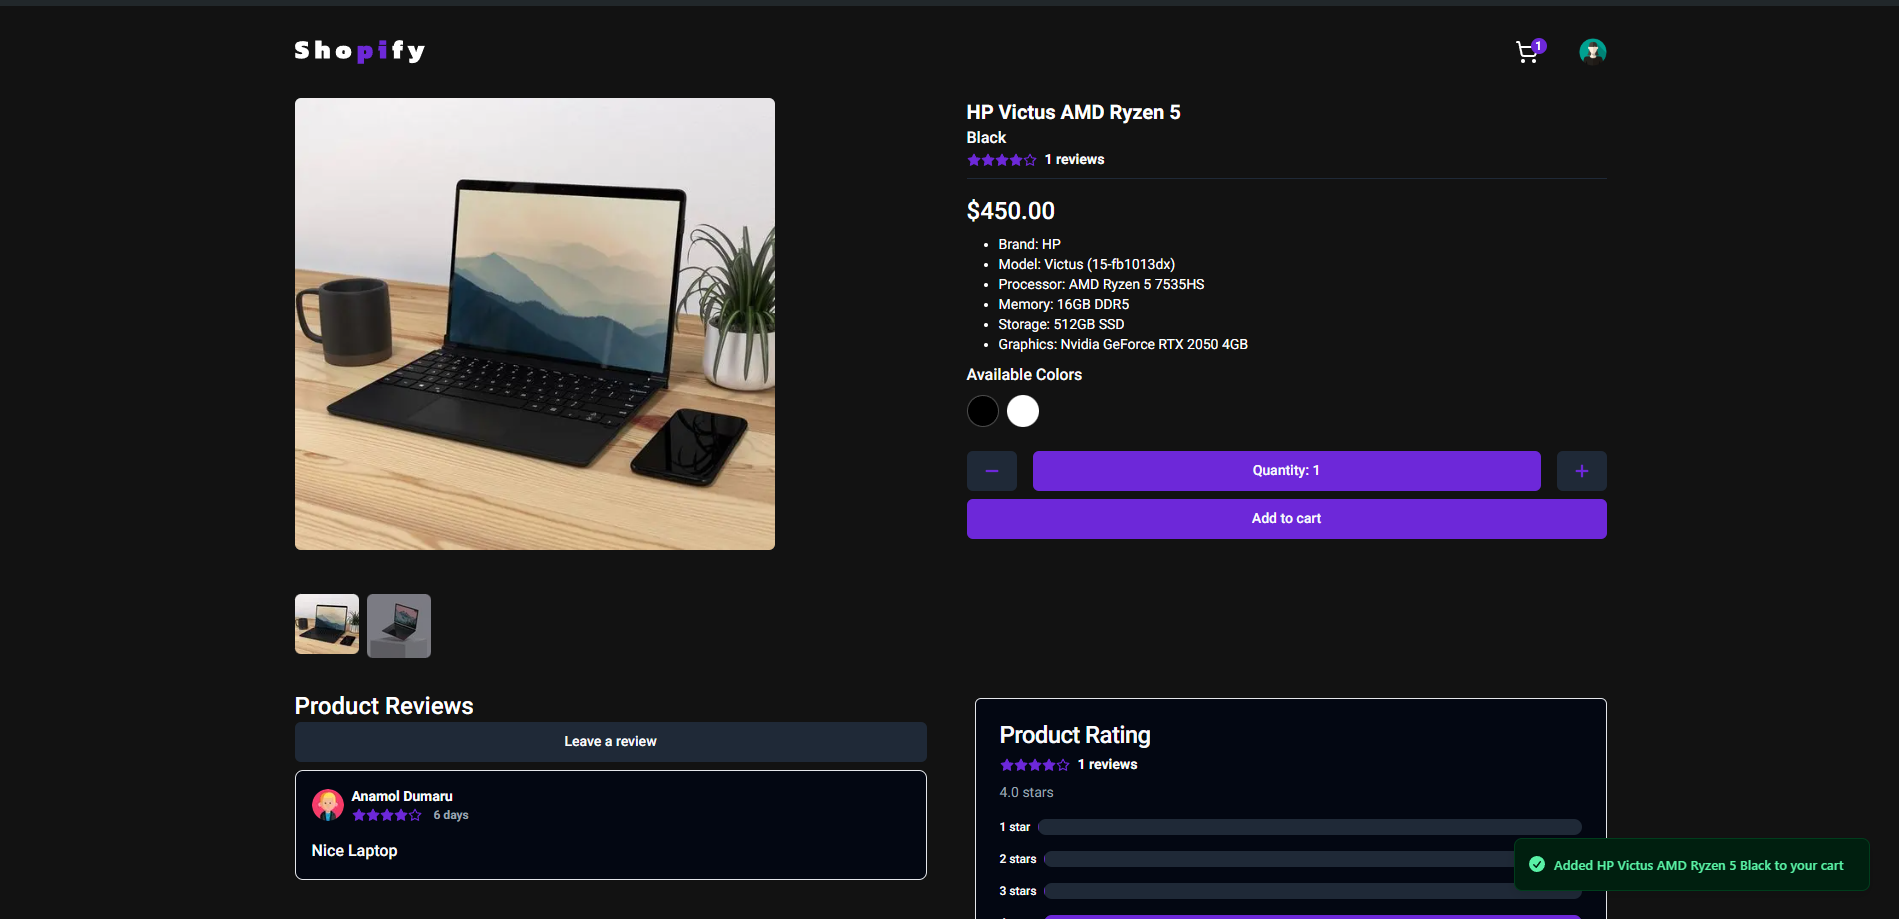 Shopify
1
HP Victus AMD Ryzen 5
Black
1 reviews
$450.00
Brand: HP
Model: Victus (15-fb1013dx)
Processor: AMD Ryzen 5 7535HS
Memory: 16GB DDR5
Storage: 512GB SSD
Graphics: Nvidia GeForce RTX 2050 4GB
Available Colors
Quantity: 1
Add to cart
Product Reviews
Leave a review
Anamol Dumaru
6 days
Nice Laptop
Product Rating
1 reviews
4.0 stars
1 star
2 stars
3 stars
Added HP Victus AMD Ryzen 5 Black to your cart